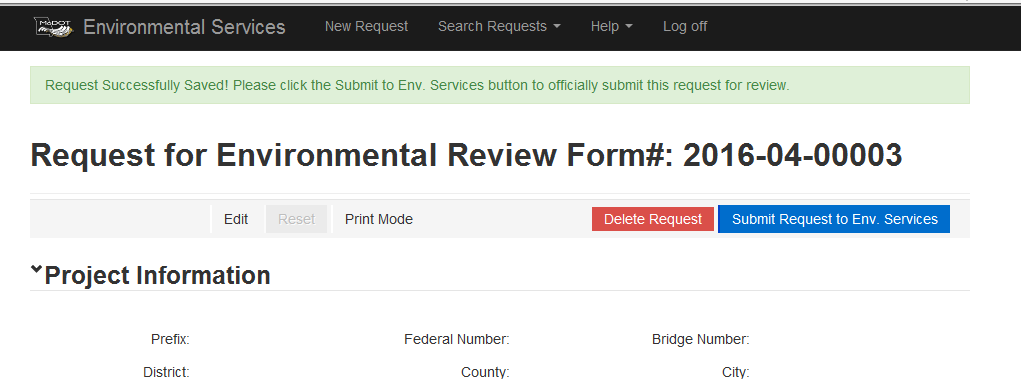 MoDOT Environmental Services New Request Search Requests Help Log off
Request Successfully Saved! Please click the Submit to Env. Services button to officially submit this request for review.
Request for Environmental Review Form#: 2016-04-00003
Edit Reset Print Mode Delete Request Submit Request to Env. Services
Project Information
Prefix: Federal Number: Bridge Number:
District: County: City: